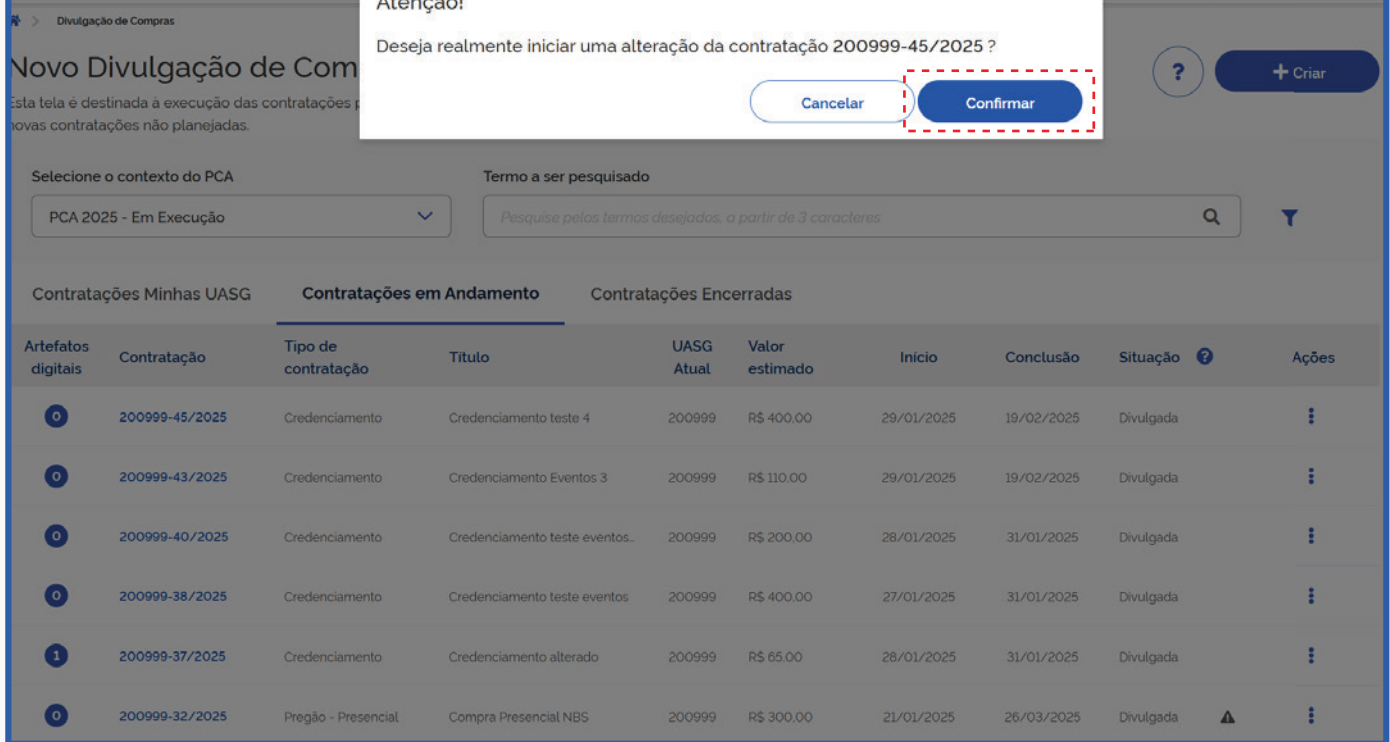 Atenção!
Divulgação de Compras
Deseja realmente iniciar uma alteração da contratação 200999-45/2025 ?
Novo Divulgação de Com
? + Criar
Cancelar Confirmar
Esta tela é destinada à execução das contratações p
novas contratações não planejadas.
Selecione o contexto do PCA Termo a ser pesquisado
PCA 2025 - Em Execução Pesquise pelos termos desejados, a partir de 3 caracteres
Contratações Minhas UASG Contratações em Andamento Contratações Encerradas
Artefatos digitais Contratação Tipo de contratação Título UASG Atual Valor estimado Início Conclusão Situação ? Ações
0 200999-45/2025 Credenciamento Credenciamento teste 4 200999 R$ 400,00 29/01/2025 19/02/2025 Divulgada
0 200999-43/2025 Credenciamento Credenciamento Eventos 3 200999 R$ 110,00 29/01/2025 19/02/2025 Divulgada
0 200999-40/2025 Credenciamento Credenciamento teste eventos... 200999 R$ 200,00 28/01/2025 31/01/2025 Divulgada
0 200999-38/2025 Credenciamento Credenciamento teste eventos 200999 R$ 400,00 27/01/2025 31/01/2025 Divulgada
1 200999-37/2025 Credenciamento Credenciamento alterado 200999 R$ 65,00 28/01/2025 31/01/2025 Divulgada
0 200999-32/2025 Pregão - Presencial Compra Presencial NBS 200999 R$ 300,00 21/01/2025 26/03/2025 Divulgada